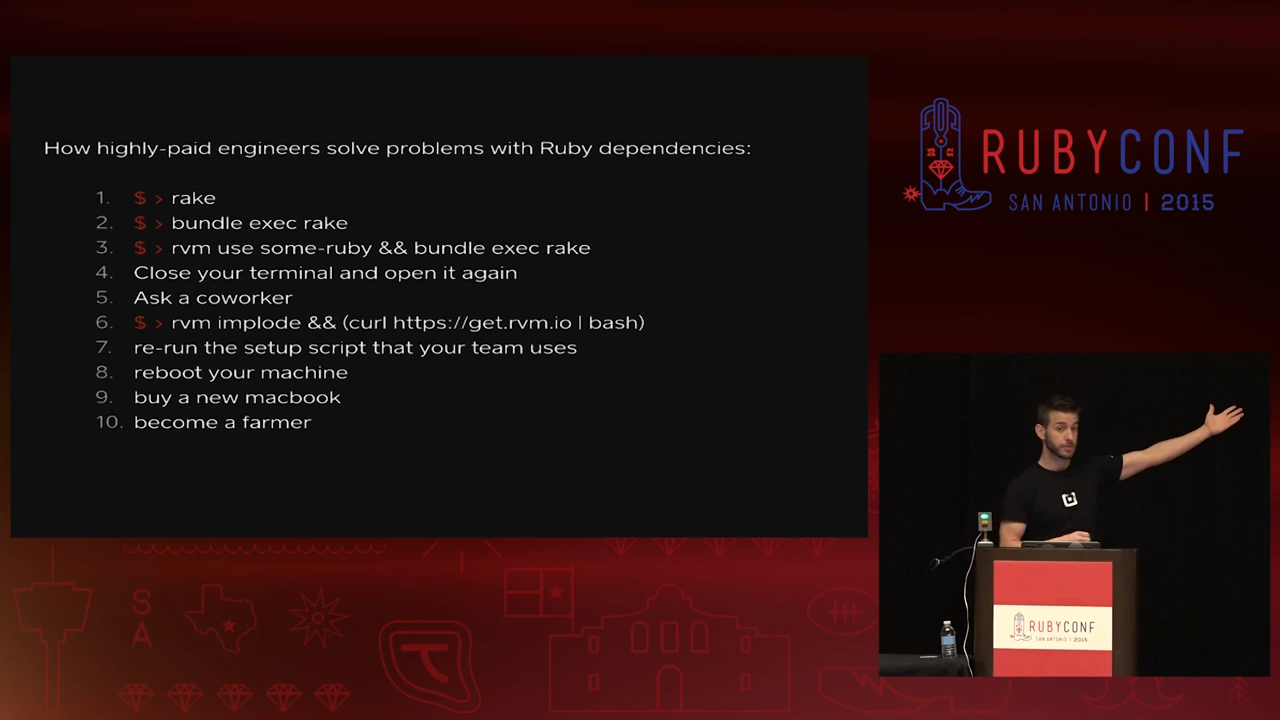 How highly-paid engineers solve problems with Ruby dependencies:
1. $ > rake
2. $ > bundle exec rake
3. $ > rvm use some-ruby && bundle exec rake
4. Close your terminal and open it again
5. Ask a coworker
6. $ > rvm implode && (curl https://get.rvm.io | bash)
7. re-run the setup script that your team uses
8. reboot your machine
9. buy a new macbook
10. become a farmer
RUBYCONF
SAN ANTONIO | 2015
S
A
RUBYCONF
SAN ANTONIO | 2015